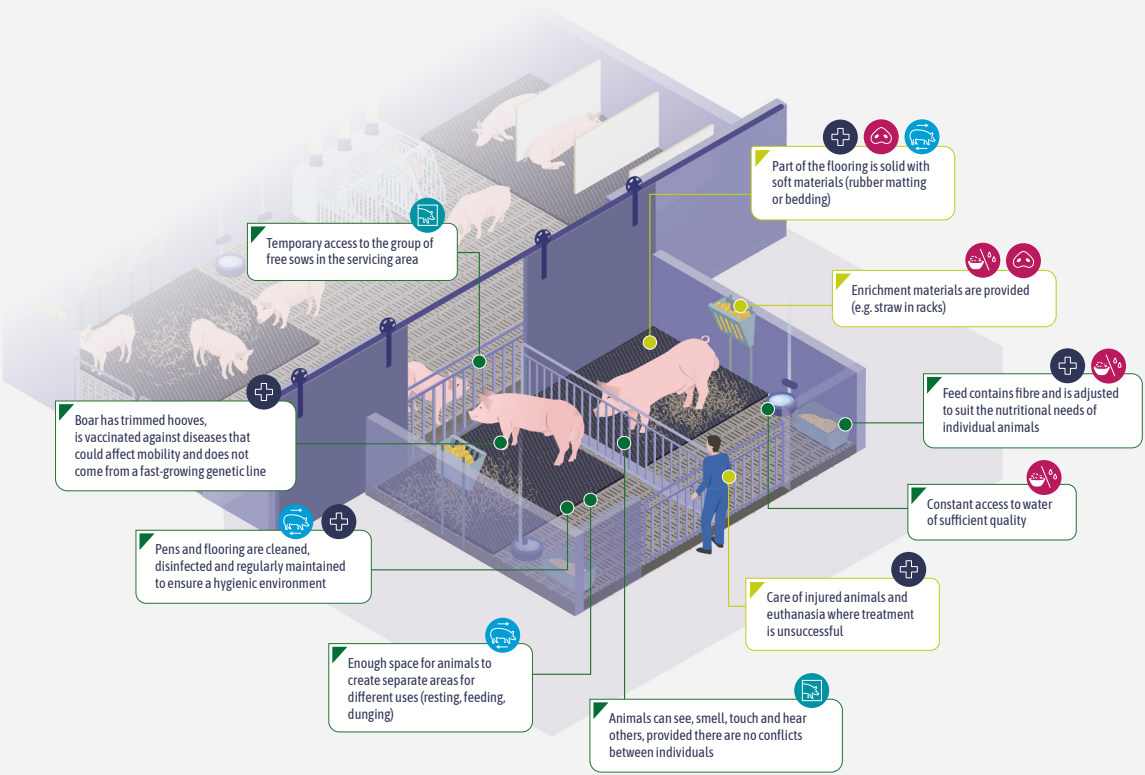 Part of the flooring is solid with
soft materials (rubber matting
or bedding)
Temporary access to the group of
free sows in the servicing area
Enrichment materials are provided
(e.g. straw in racks)
Feed contains fibre and is adjusted
to suit the nutritional needs of
individual animals
Boar has trimmed hooves,
is vaccinated against diseases that
could affect mobility and does not
come from a fast-growing genetic line
Constant access to water
of sufficient quality
Pens and flooring are cleaned,
disinfected and regularly maintained
to ensure a hygienic environment
Care of injured animals and
euthanasia where treatment
is unsuccessful
Enough space for animals to
create separate areas for
different uses (resting, feeding,
dunging)
Animals can see, smell, touch and hear
others, provided there are no conflicts
between individuals